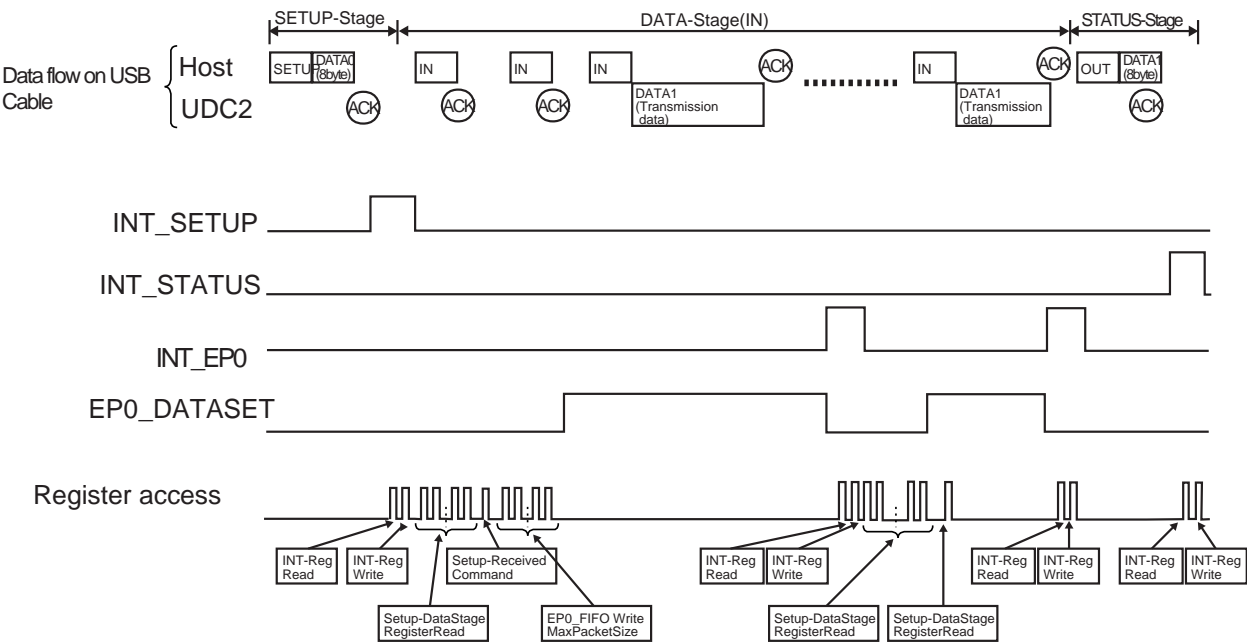 SETUP-Stage
DATA-Stage(IN)
STATUS-Stage
Data flow on USB
Cable
Host
UDC2
SETUP
DATA0
(8byte)
IN
IN
IN
ACK
IN
ACK
OUT
DATA1
(8byte)
ACK
ACK
ACK
DATA1
(Transmission
data)
DATA1
(Transmission
data)
ACK
INT_SETUP
INT_STATUS
INT_EP0
EP0_DATASET
Register access
INT-Reg
Read
INT-Reg
Write
Setup-Received
Command
INT-Reg
Read
INT-Reg
Write
INT-Reg
Read
INT-Reg
Write
INT-Reg
Read
INT-Reg
Write
Setup-DataStage
RegisterRead
EP0_FIFO Write
MaxPacketSize
Setup-DataStage
RegisterRead
Setup-DataStage
RegisterRead